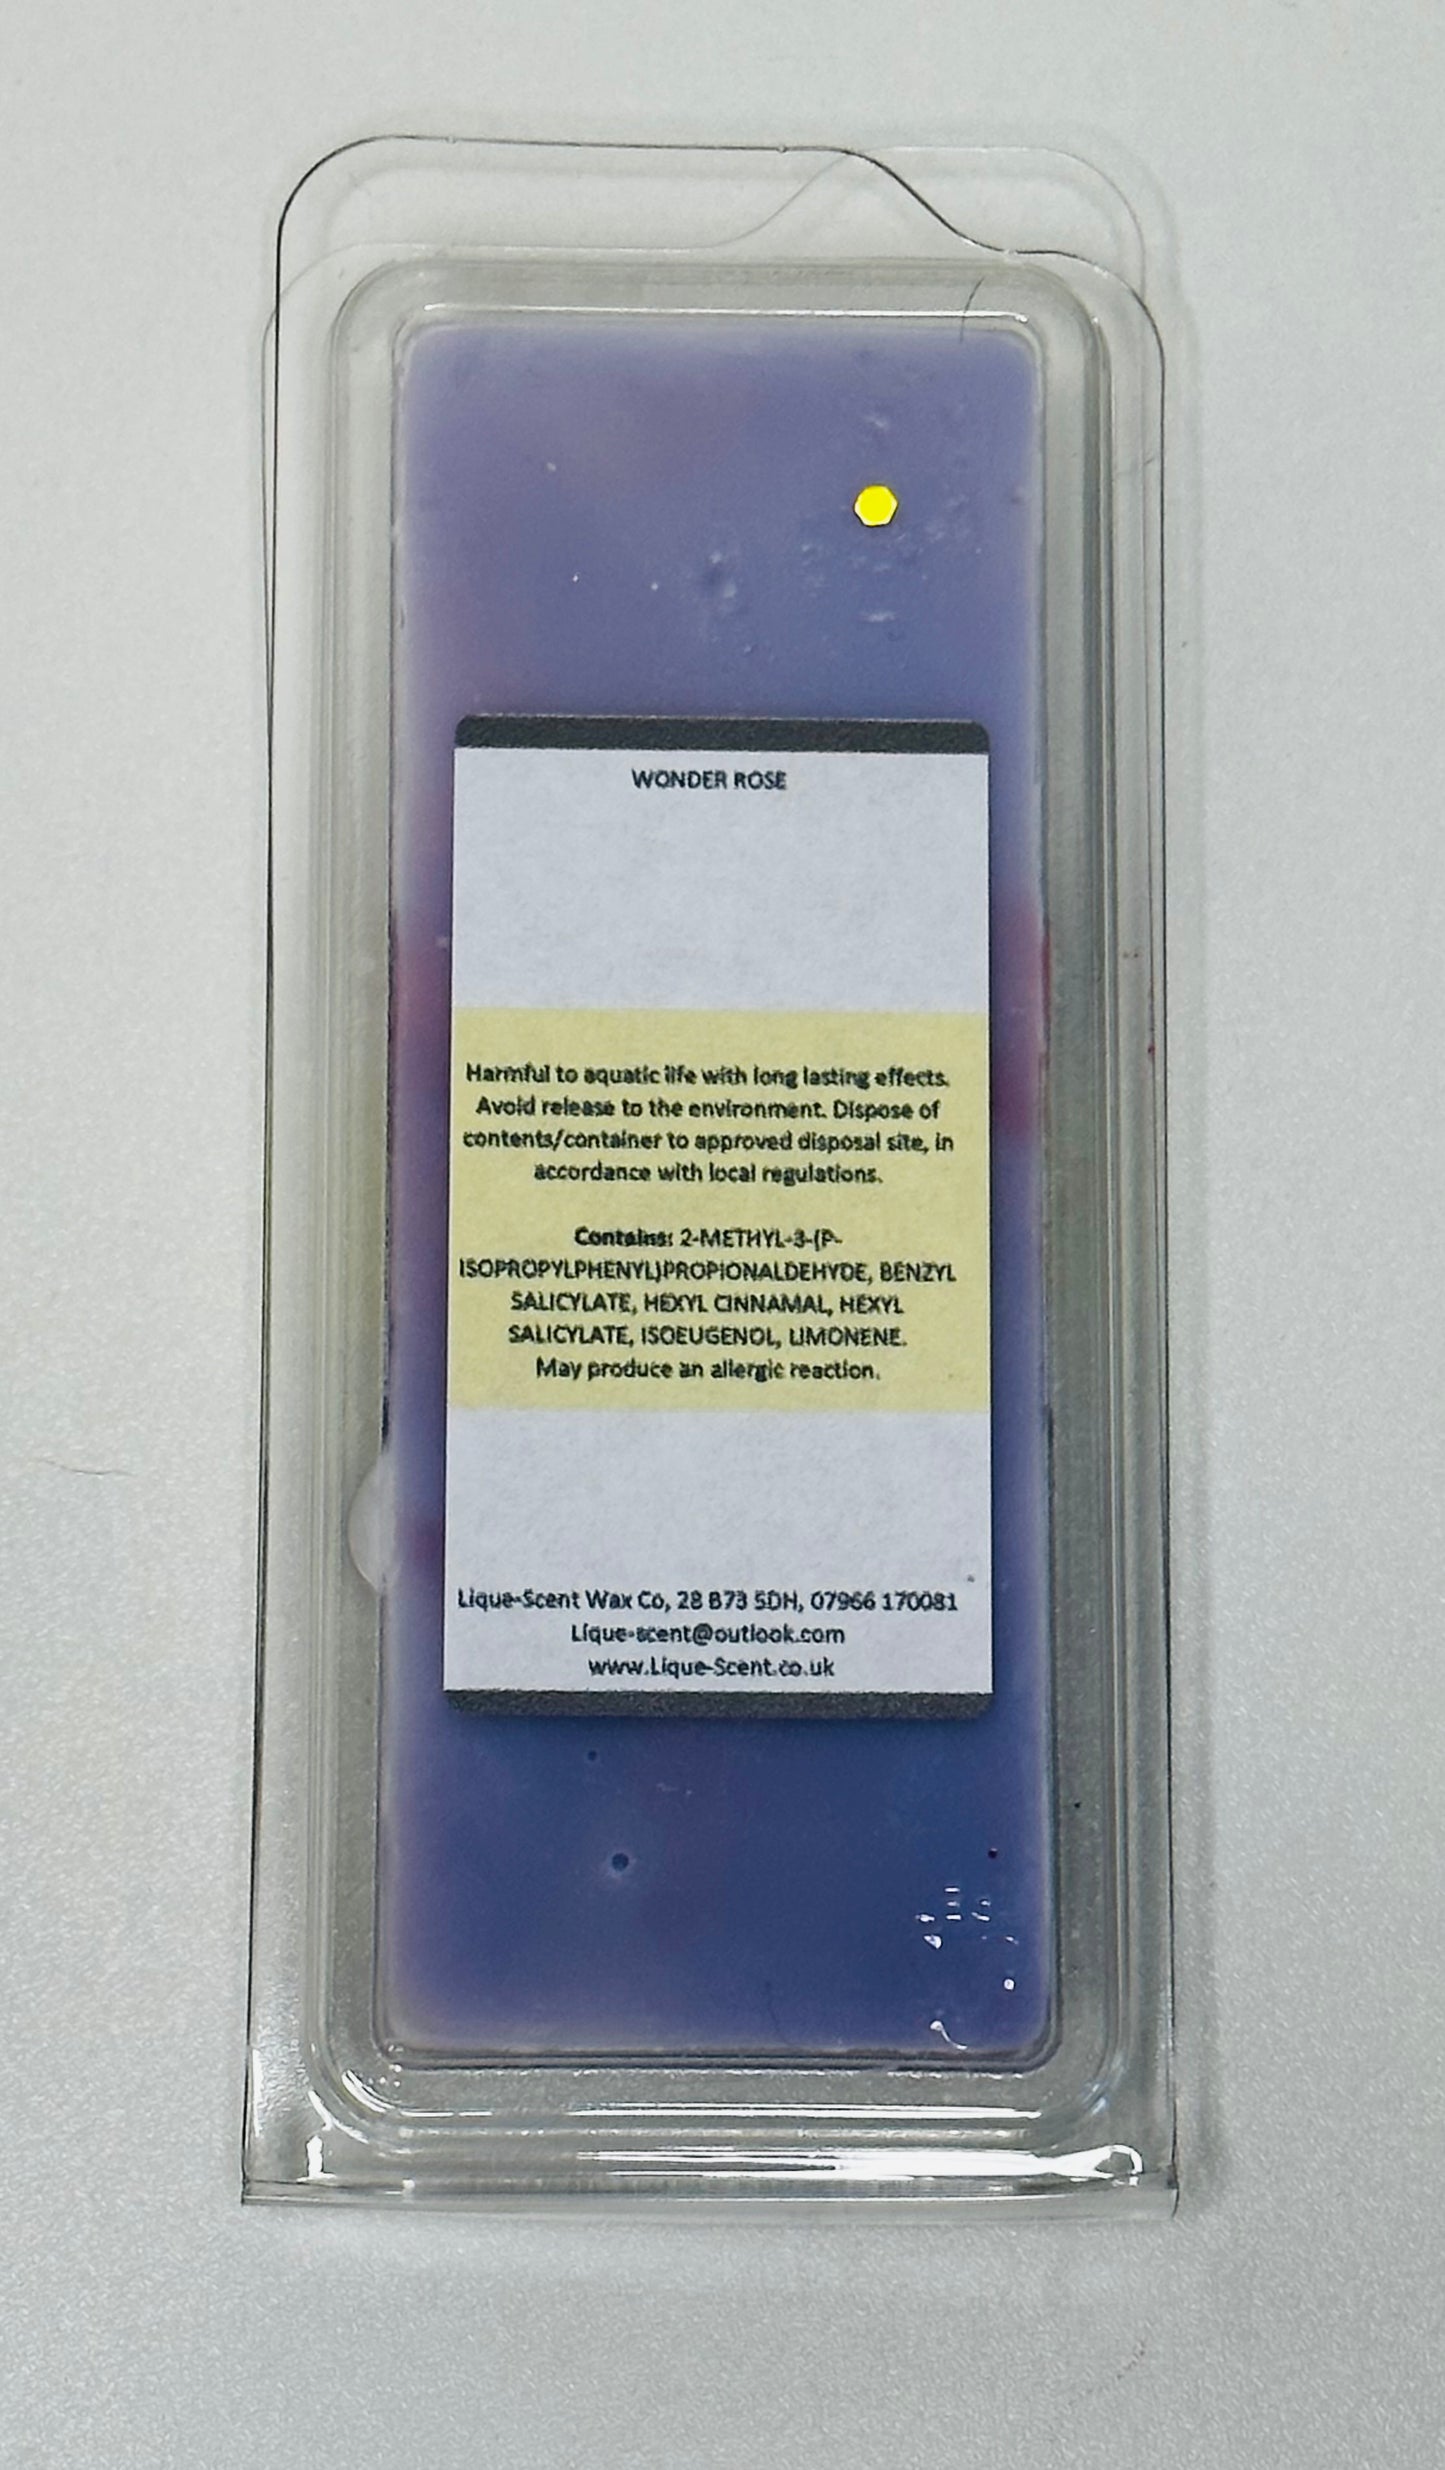 WONDER ROSE
Harmful to aquatic life with long lasting effects.
Avoid release to the environment. Dispose of
contents/container to approved disposal site, in
accordance with local regulations.
Contains: 2-METHYL-3-(P-
ISOPROPYLPHENYL)PROPIONALDEHYDE, BENZYL
SALICYLATE, HEXYL CINNAMAL, HEXYL
SALICYLATE, ISOEUGENOL, LIMONENE.
May produce an allergic reaction.
Lique-Scent Wax Co, 28 B73 5DH, 07966 170081
Lique-scent@outlook.com
www.Lique-Scent.co.uk